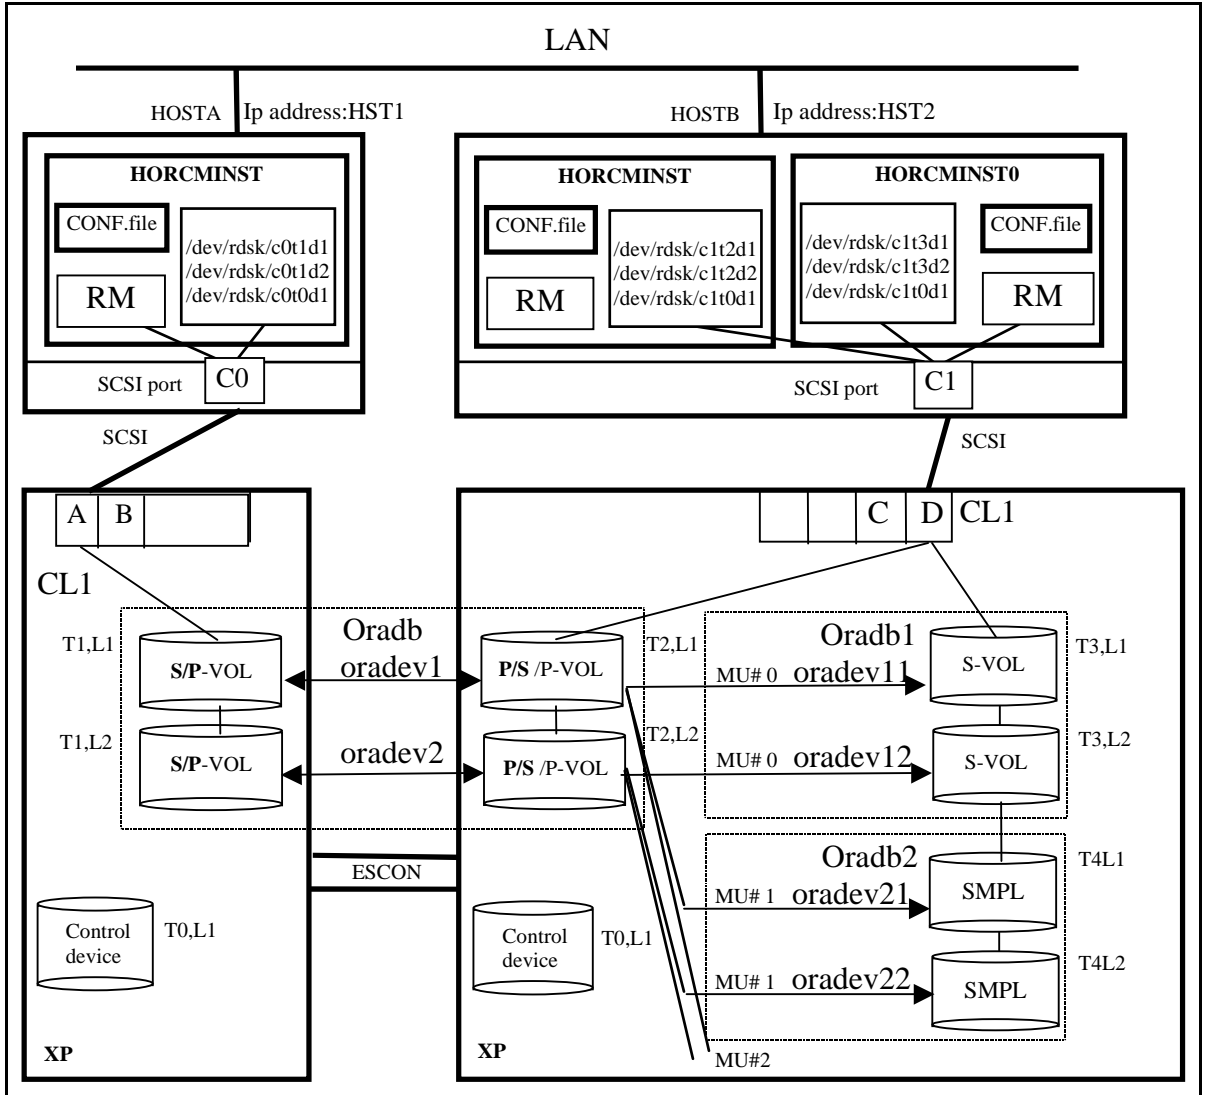 LAN
HOSTA
Ip address:HST1
HOSTB
Ip address:HST2
HORCMINST
CONF.file
/dev/rdsk/c0t1d1
/dev/rdsk/c0t1d2
/dev/rdsk/c0t0d1
RM
SCSI port
C0
HORCMINST
CONF.file
/dev/rdsk/c1t2d1
/dev/rdsk/c1t2d2
/dev/rdsk/c1t0d1
RM
HORCMINST0
/dev/rdsk/c1t3d1
/dev/rdsk/c1t3d2
/dev/rdsk/c1t0d1
CONF.file
RM
SCSI port
C1
SCSI
SCSI
A
B
CL1
C
D
CL1
T1,L1
S/P-VOL
Oradb
oradev1
P/S /P-VOL
T2,L1
MU# 0
Oradb1
oradev11
S-VOL
T3,L1
T1,L2
S/P-VOL
oradev2
P/S /P-VOL
T2,L2
MU# 0
oradev12
S-VOL
T3,L2
ESCON
Oradb2
MU# 1
oradev21
SMPL
T4L1
Control
device
T0,L1
Control
device
T0,L1
MU# 1
oradev22
SMPL
T4L2
MU#2
XP
XP